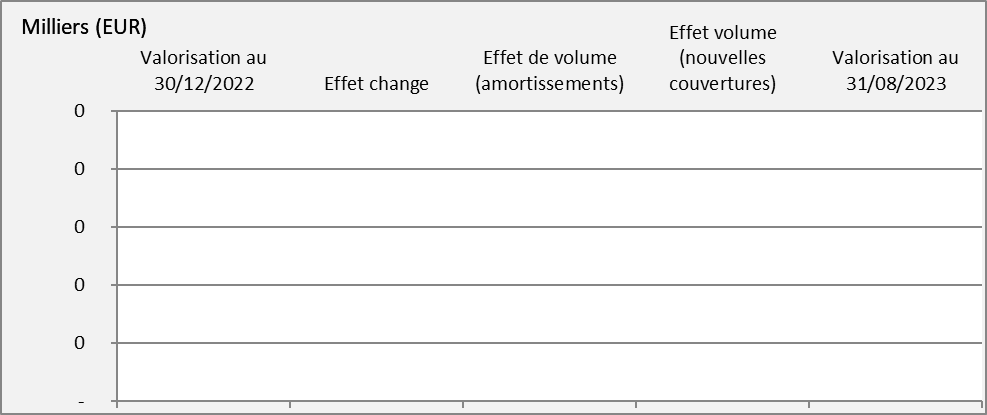 Milliers (EUR)
Valorisation au
30/12/2022
Effet change
Effet de volume
(amortissements)
Effet volume
(nouvelles
couvertures)
Valorisation au
31/08/2023
0
0
0
0
0
-